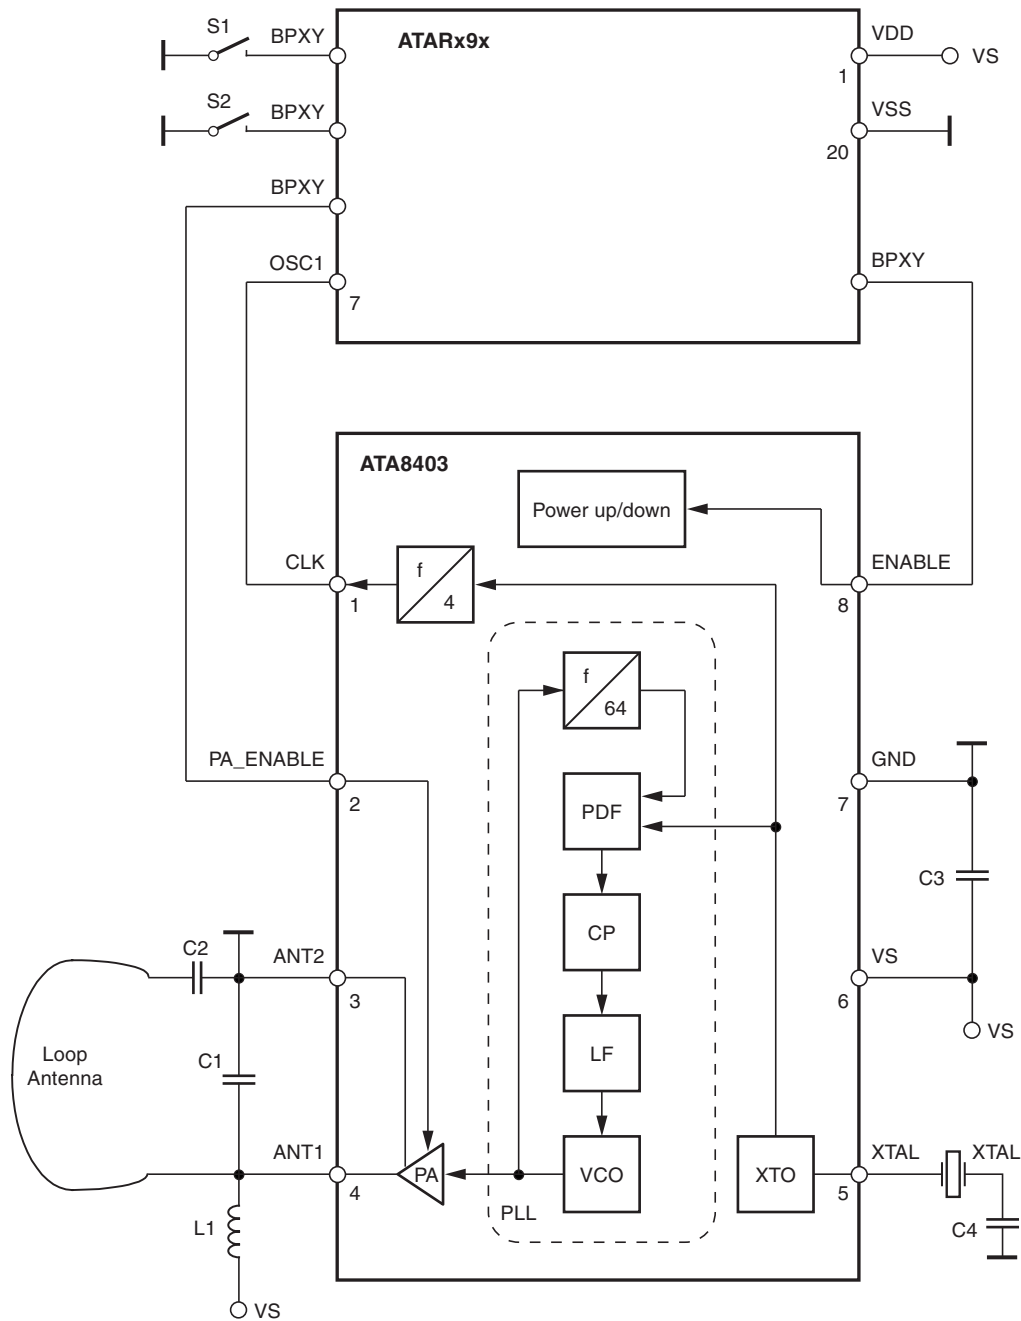 S1
BPXY
ATARx9x
VDD
1
VS
S2
BPXY
VSS
20
BPXY
OSC1
7
BPXY
ATA8403
Power up/down
CLK
1
f
4
ENABLE
8
f
64
PA_ENABLE
2
GND
7
PDF
C3
CP
C2
ANT2
3
VS
6
VS
Loop
Antenna
C1
LF
ANT1
4
PA
VCO
XTO
XTAL
5
XTAL
PLL
L1
C4
VS